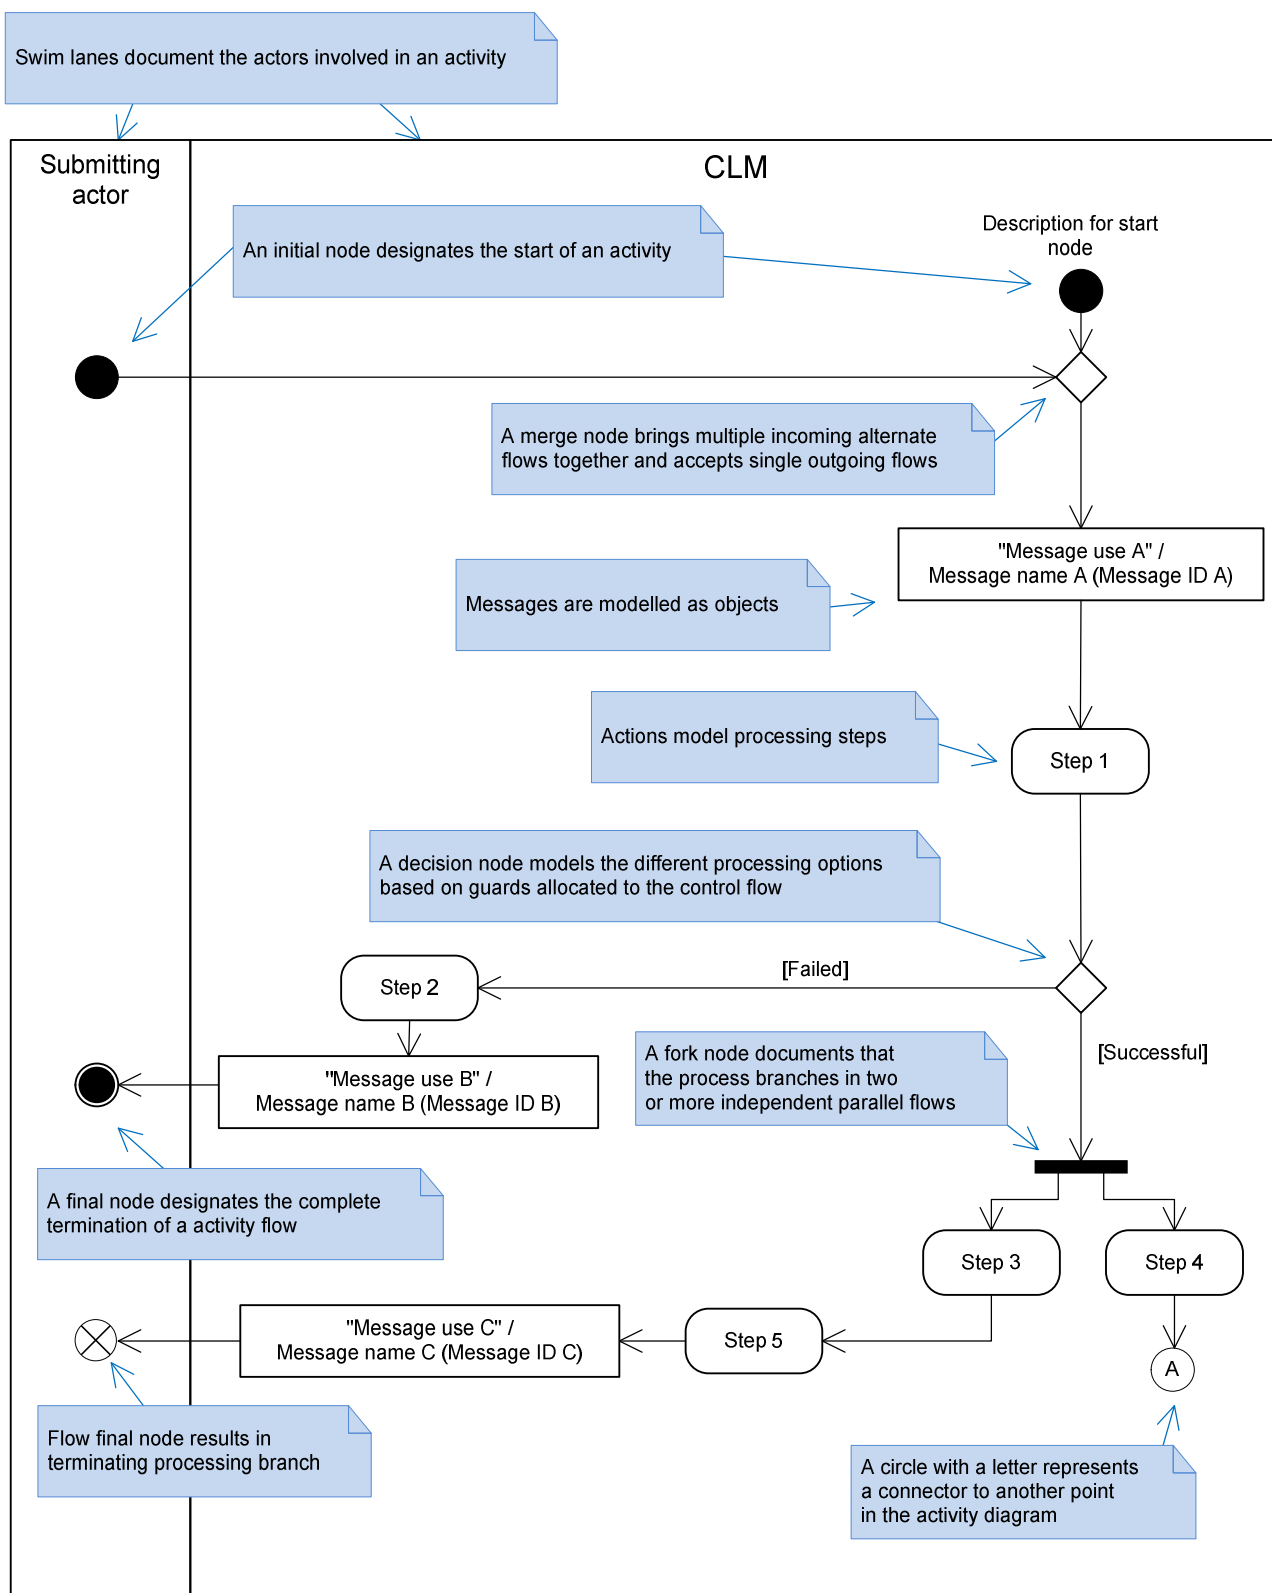 Swim lanes document the actors involved in an activity
Submitting
actor
CLM
An initial node designates the start of an activity
Description for start
node
A merge node brings multiple incoming alternate
flows together and accepts single outgoing flows
"Message use A" /
Message name A (Message ID A)
Messages are modelled as objects
Actions model processing steps
Step 1
A decision node models the different processing options
based on guards allocated to the control flow
[Failed]
Step 2
[Successful]
A fork node documents that
the process branches in two
or more independent parallel flows
"Message use B" /
Message name B (Message ID B)
A final node designates the complete
termination of a activity flow
Step 3
Step 4
"Message use C" /
Message name C (Message ID C)
Step 5
A
Flow final node results in
terminating processing branch
A circle with a letter represents
a connector to another point
in the activity diagram